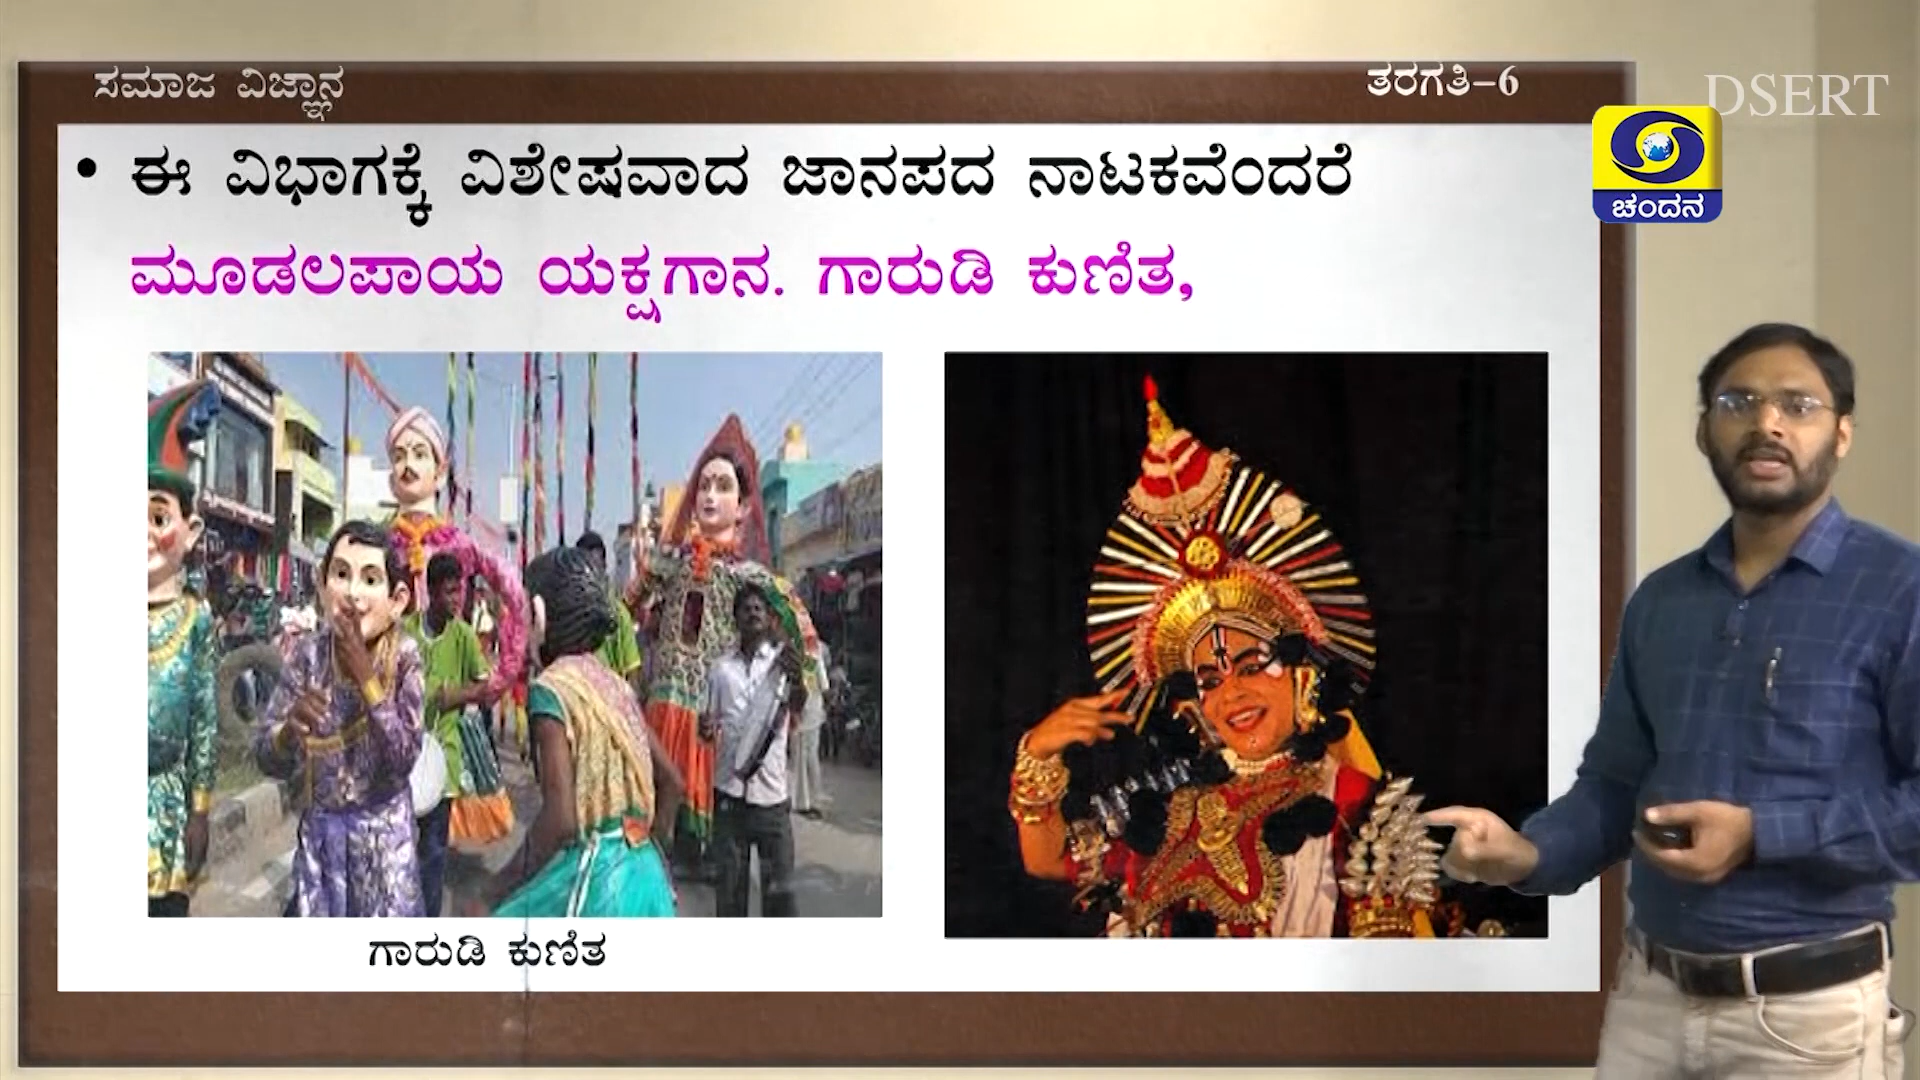 ಸಮಾಜ ವಿಜ್ಞಾನ
ತರಗತಿ–6
DSERT
ಚಂದನ
• ಈ ವಿಭಾಗಕ್ಕೆ ವಿಶೇಷವಾದ ಜಾನಪದ ನಾಟಕವೆಂದರೆ
ಮೂಡಲಪಾಯ ಯಕ್ಷಗಾನ. ಗಾರುಡಿ ಕುಣಿತ,
ಗಾರುಡಿ ಕುಣಿತ